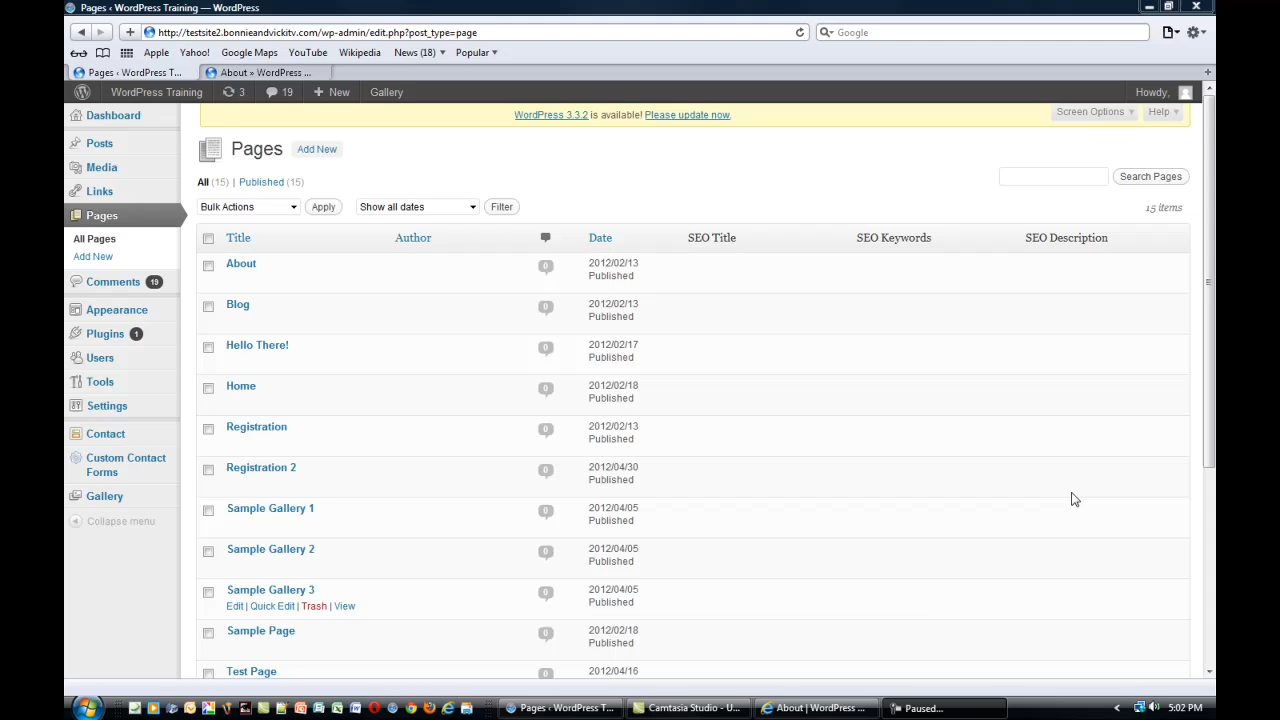 Pages ‹ WordPress Training — WordPress
http://testsite2.bonnieandvickitv.com/wp-admin/edit.php?post_type=page
Google
Apple Yahoo! Google Maps YouTube Wikipedia News (18) ▾ Popular ▾
Pages ‹ WordPress T... About » WordPress ...
WordPress Training 3 19 + New Gallery Howdy,
WordPress 3.3.2 is available! Please update now.
Screen Options Help
Dashboard
Posts
Media
Links
Pages
All Pages
Add New
Comments 19
Appearance
Plugins 1
Users
Tools
Settings
Contact
Custom Contact
Forms
Gallery
Collapse menu
Pages Add New
All (15) | Published (15)
Search Pages
Bulk Actions Apply Show all dates Filter
15 items
Title Author Date SEO Title SEO Keywords SEO Description
About 0 2012/02/13
Published
Blog 0 2012/02/13
Published
Hello There! 0 2012/02/17
Published
Home 0 2012/02/18
Published
Registration 0 2012/02/13
Published
Registration 2 0 2012/04/30
Published
Sample Gallery 1 0 2012/04/05
Published
Sample Gallery 2 0 2012/04/05
Published
Sample Gallery 3 0 2012/04/05
Published
Edit | Quick Edit | Trash | View
Sample Page 0 2012/02/18
Published
Test Page 0 2012/04/16
Pages ‹ WordPress T... Camtasia Studio - U... About | WordPress ... Paused... 5:02 PM